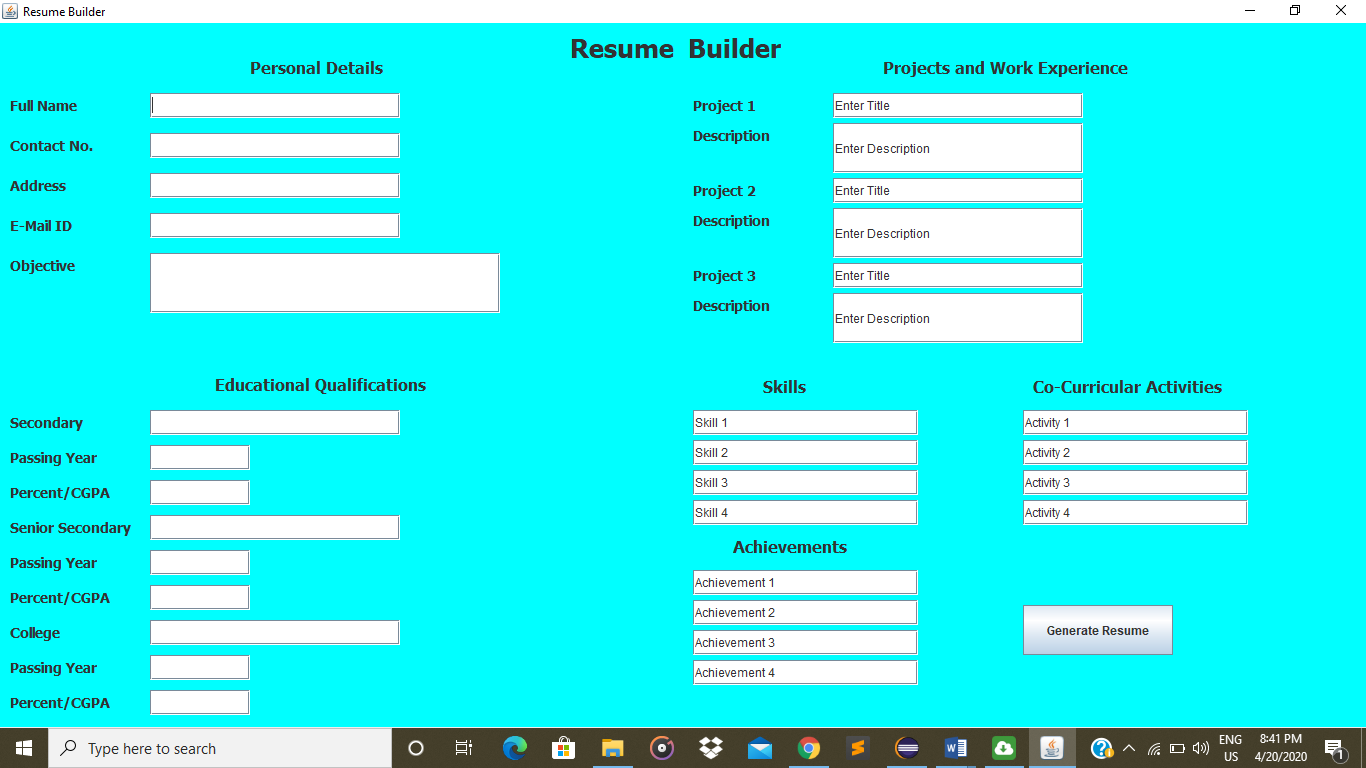 Resume Builder
Resume Builder
Personal Details
Full Name
Contact No.
Address
E-Mail ID
Objective
Projects and Work Experience
Project 1 Enter Title
Description Enter Description
Project 2 Enter Title
Description Enter Description
Project 3 Enter Title
Description Enter Description
Educational Qualifications
Secondary
Passing Year
Percent/CGPA
Senior Secondary
Passing Year
Percent/CGPA
College
Passing Year
Percent/CGPA
Skills
Skill 1
Skill 2
Skill 3
Skill 4
Co-Curricular Activities
Activity 1
Activity 2
Activity 3
Activity 4
Achievements
Achievement 1
Achievement 2
Achievement 3
Achievement 4
Generate Resume
Type here to search
ENG
US
8:41 PM
4/20/2020
1